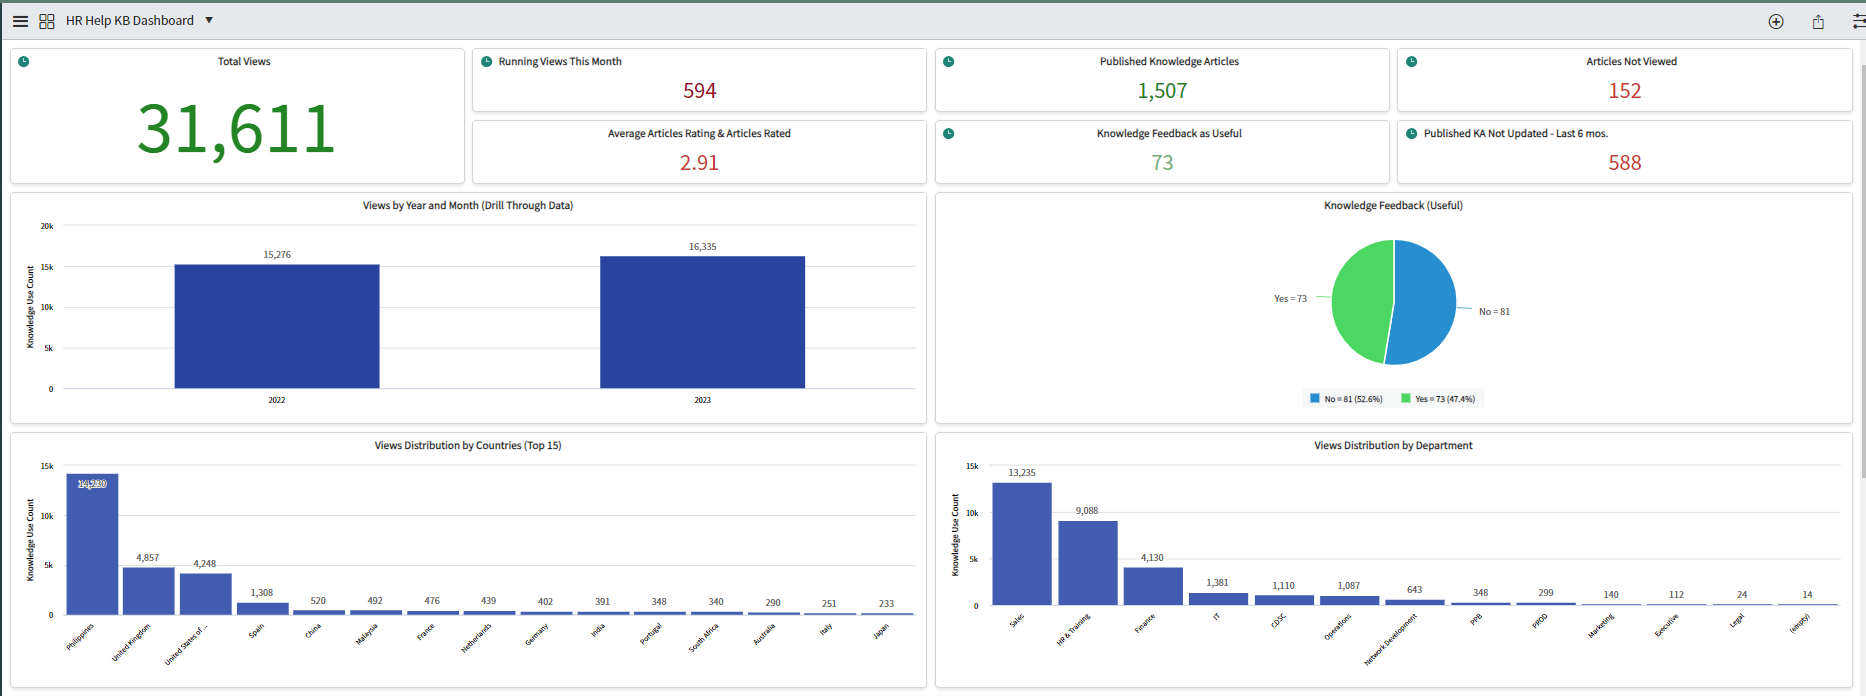 HR Help KB Dashboard
Total Views
31,611
Running Views This Month
594
Published Knowledge Articles
1,507
Articles Not Viewed
152
Average Articles Rating & Articles Rated
2.91
Knowledge Feedback as Useful
73
Published KA Not Updated - Last 6 mos.
588
Views by Year and Month (Drill Through Data)
Knowledge Use Count
20k
15k
10k
5k
0
15,276
16,335
2022
2023
Knowledge Feedback (Useful)
Yes = 73
No = 81
No = 81 (52.6%)
Yes = 73 (47.4%)
Views Distribution by Countries (Top 15)
Knowledge Use Count
15k
10k
5k
0
14,230
4,857
4,248
1,308
520
492
476
439
402
391
348
340
290
251
233
Philippines
United Kingdom
United States of ...
Spain
China
Malaysia
France
Netherlands
Germany
India
Portugal
South Africa
Australia
Italy
Japan
Views Distribution by Department
Knowledge Use Count
15k
10k
5k
0
13,235
9,088
4,130
1,381
1,110
1,087
643
348
299
140
112
24
14
Sales
HR & Training
Finance
IT
CDSC
Operations
Network Development
PPB
PPOD
Marketing
Executive
Legal
(empty)